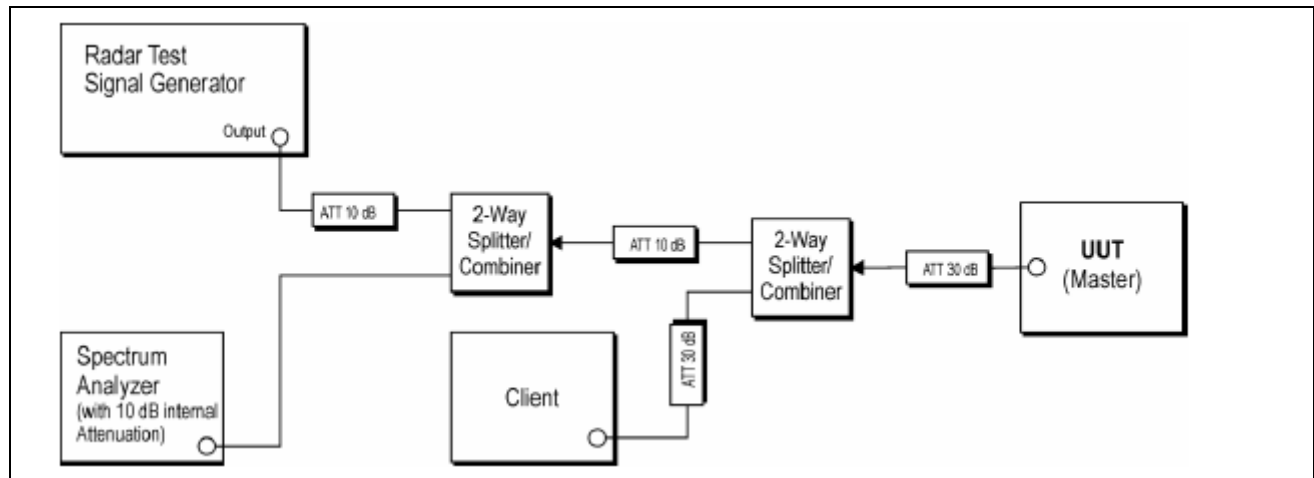 Radar Test
Signal Generator
Output
ATT 10 dB
2-Way
Splitter/
Combiner
ATT 10 dB
2-Way
Splitter/
Combiner
ATT 30 dB
UUT
(Master)
Spectrum
Analyzer
(with 10 dB internal
Attenuation)
Client
ATT 30 dB